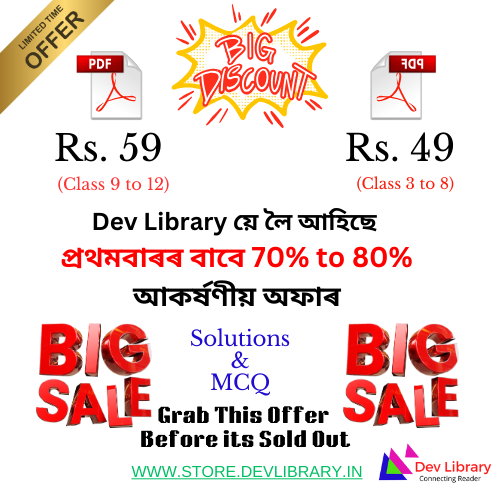 LIMITED TIME
OFFER
BIG
DISCOUNT
PDF
PDF
Rs. 59
Rs. 49
(Class 9 to 12)
(Class 3 to 8)
Dev Library য়ে লৈ আহিছে
প্ৰথমবাৰৰ বাবে 70% to 80%
আকৰ্ষণীয় অফাৰ
BIG
SALE
BIG
SALE
Solutions
&
MCQ
Grab This Offer
Before its Sold Out
WWW.STORE.DEVLIBRARY.IN
Dev Library
Connecting Reader